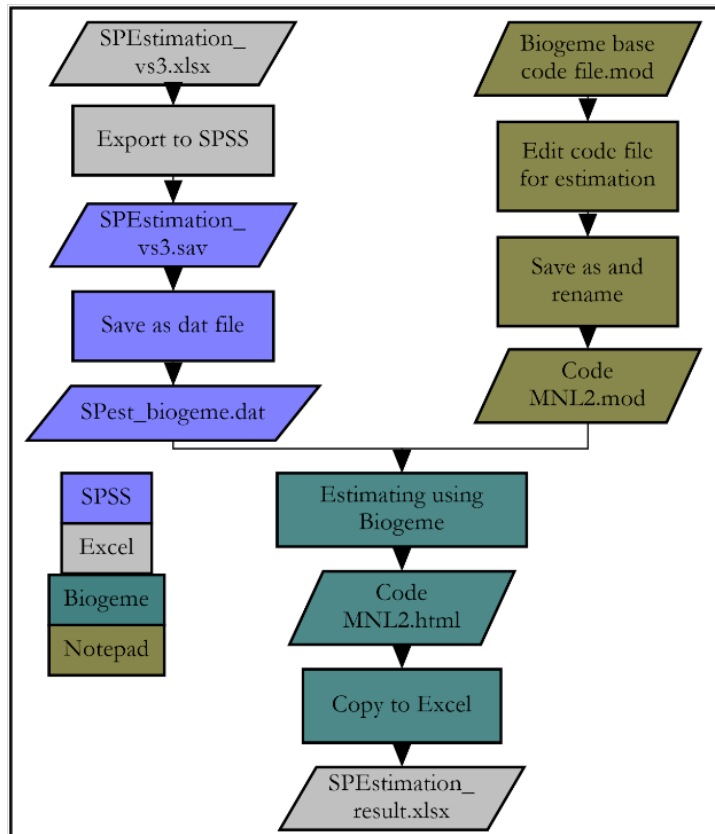 SPEstimation_
vs3.xlsx
Export to SPSS
SPEstimation_
vs3.sav
Save as dat file
SPest_biogeme.dat
Biogeme base
code file.mod
Edit code file
for estimation
Save as and
rename
Code
MNL2.mod
Estimating using
Biogeme
Code
MNL2.html
Copy to Excel
SPEstimation_
result.xlsx
SPSS
Excel
Biogeme
Notepad